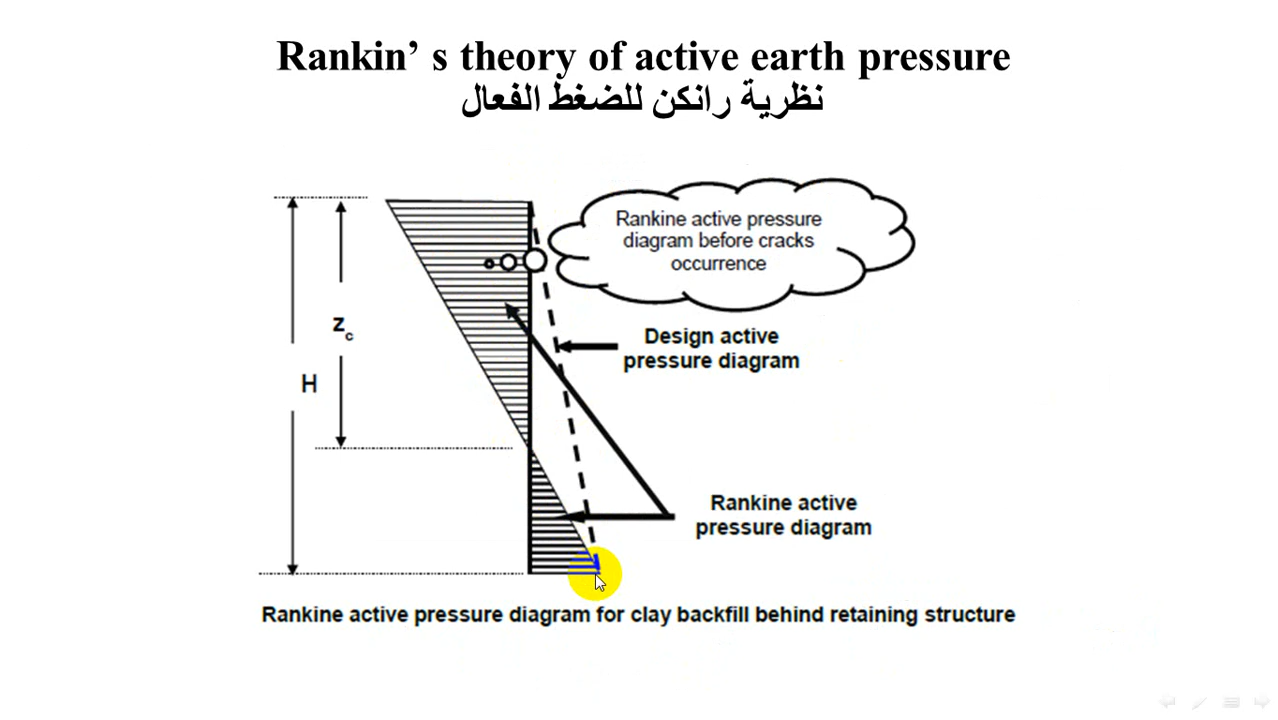 Rankin’ s theory of active earth pressure
نظرية رانكن للضغط الفعال
Rankine active pressure
diagram before cracks
occurrence
Design active
pressure diagram
zc
H
Rankine active
pressure diagram
Rankine active pressure diagram for clay backfill behind retaining structure